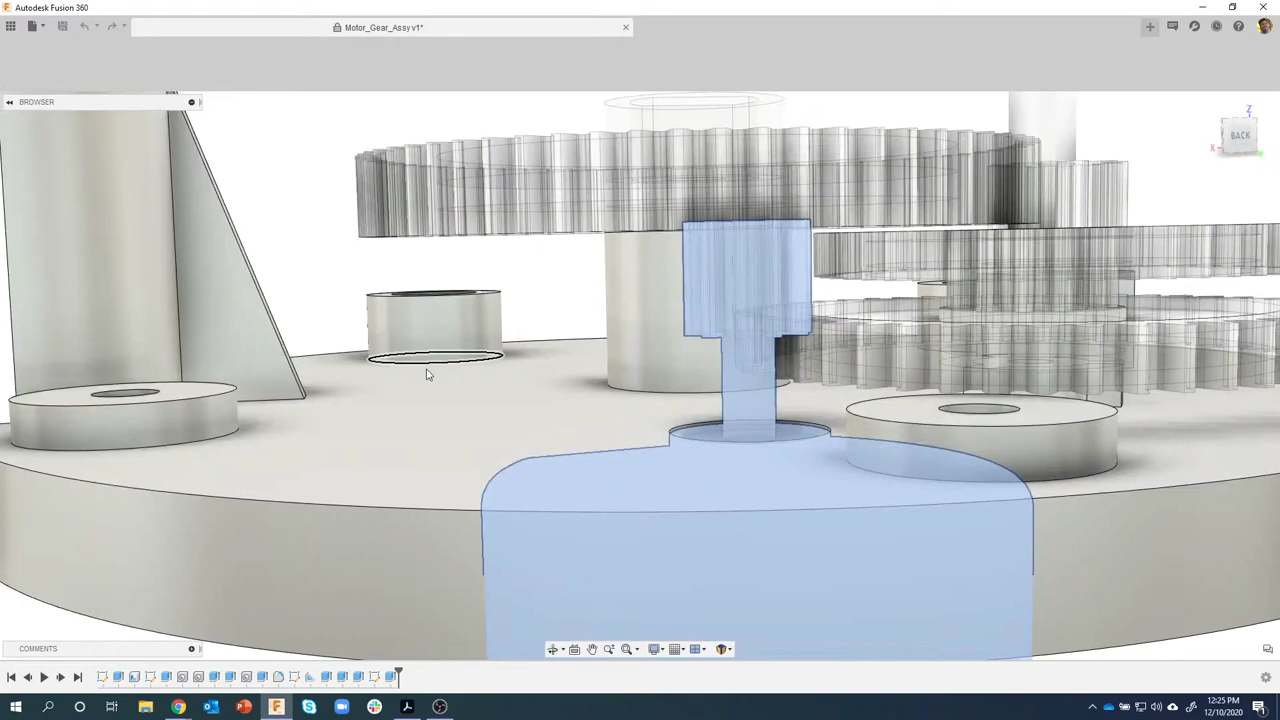 Autodesk Fusion 360
Motor_Gear_Assy v1*
BROWSER
Z
BACK
X
COMMENTS
12:25 PM
12/10/2020